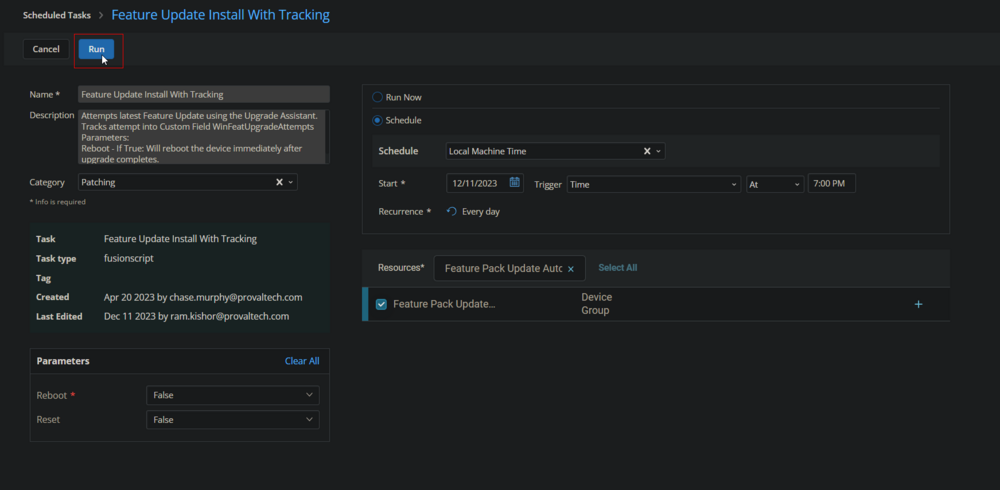 Scheduled Tasks > Feature Update Install With Tracking
Cancel Run
Name * Feature Update Install With Tracking
Description Attempts latest Feature Update using the Upgrade Assistant.
Tracks attempt into Custom Field WinFeatUpgradeAttempts
Parameters:
Reboot - If True: Will reboot the device immediately after
upgrade completes.
Category Patching
* Info is required
Task Feature Update Install With Tracking
Task type fusionscript
Tag
Created Apr 20 2023 by chase.murphy@provaltech.com
Last Edited Dec 11 2023 by ram.kishor@provaltech.com
Parameters Clear All
Reboot * False
Reset False
Run Now
Schedule
Schedule Local Machine Time
Start * 12/11/2023 Trigger Time At 7:00 PM
Recurrence * Every day
Resources* Feature Pack Update Auto Select All
Feature Pack Update... Device
Group